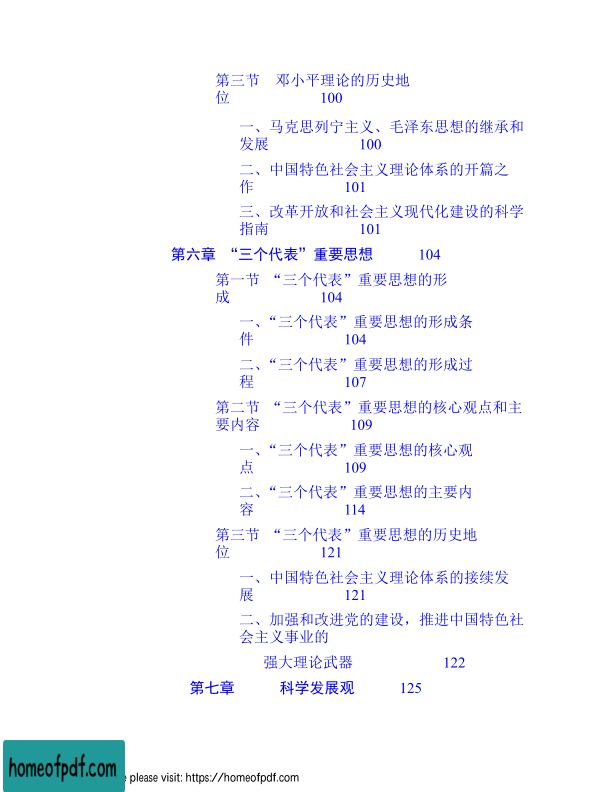 第三节 邓小平理论的历史地
位 100
一、马克思列宁主义、毛泽东思想的继承和
发展 100
二、中国特色社会主义理论体系的开篇之
作 101
三、改革开放和社会主义现代化建设的科学
指南 101
第六章 “三个代表”重要思想 104
第一节 “三个代表”重要思想的形
成 104
一、“三个代表”重要思想的形成条
件 104
二、“三个代表”重要思想的形成过
程 107
第二节 “三个代表”重要思想的核心观点和主
要内容 109
一、“三个代表”重要思想的核心观
点 109
二、“三个代表”重要思想的主要内
容 114
第三节 “三个代表”重要思想的历史地
位 121
一、中国特色社会主义理论体系的接续发
展 121
二、加强和改进党的建设，推进中国特色社
会主义事业的
强大理论武器 122
第七章 科学发展观 125
homeofpdf.com
please visit: https://homeofpdf.com